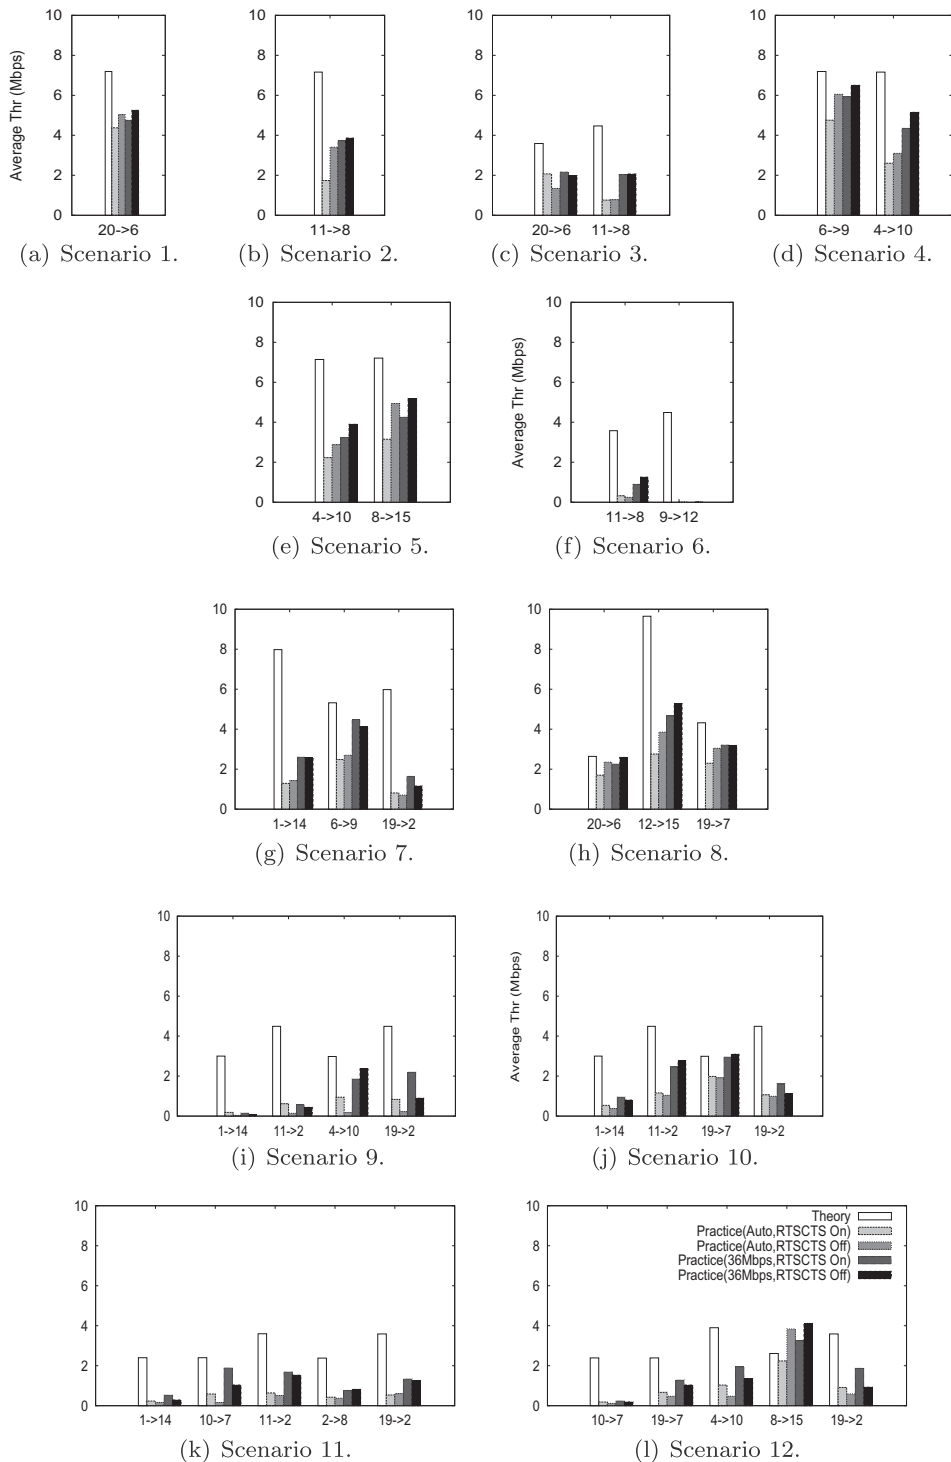 10 10 10 10
8 8 8 8
6 6 6 6
4 4 4 4
2 2 2 2
0 0 0 0
Average Thr (Mbps)
20->6 11->8 20->6 11->8 6->9 4->10
(a) Scenario 1. (b) Scenario 2. (c) Scenario 3. (d) Scenario 4.
10 10
8 8
6 6
4 4
2 2
0 0
Average Thr (Mbps)
4->10 8->15 11->8 9->12
(e) Scenario 5. (f) Scenario 6.
10 10
8 8
6 6
4 4
2 2
0 0
1->14 6->9 19->2 20->6 12->15 19->7
(g) Scenario 7. (h) Scenario 8.
10 10
8 8
6 6
4 4
2 2
0 0
Average Thr (Mbps)
1->14 11->2 4->10 19->2 1->14 11->2 19->7 19->2
(i) Scenario 9. (j) Scenario 10.
10 10
8 8
6 6
4 4
2 2
0 0
Theory
Practice(Auto,RTSCTS On)
Practice(Auto,RTSCTS Off)
Practice(36Mbps,RTSCTS On)
Practice(36Mbps,RTSCTS Off)
1->14 10->7 11->2 2->8 19->2 10->7 19->7 4->10 8->15 19->2
(k) Scenario 11. (l) Scenario 12.